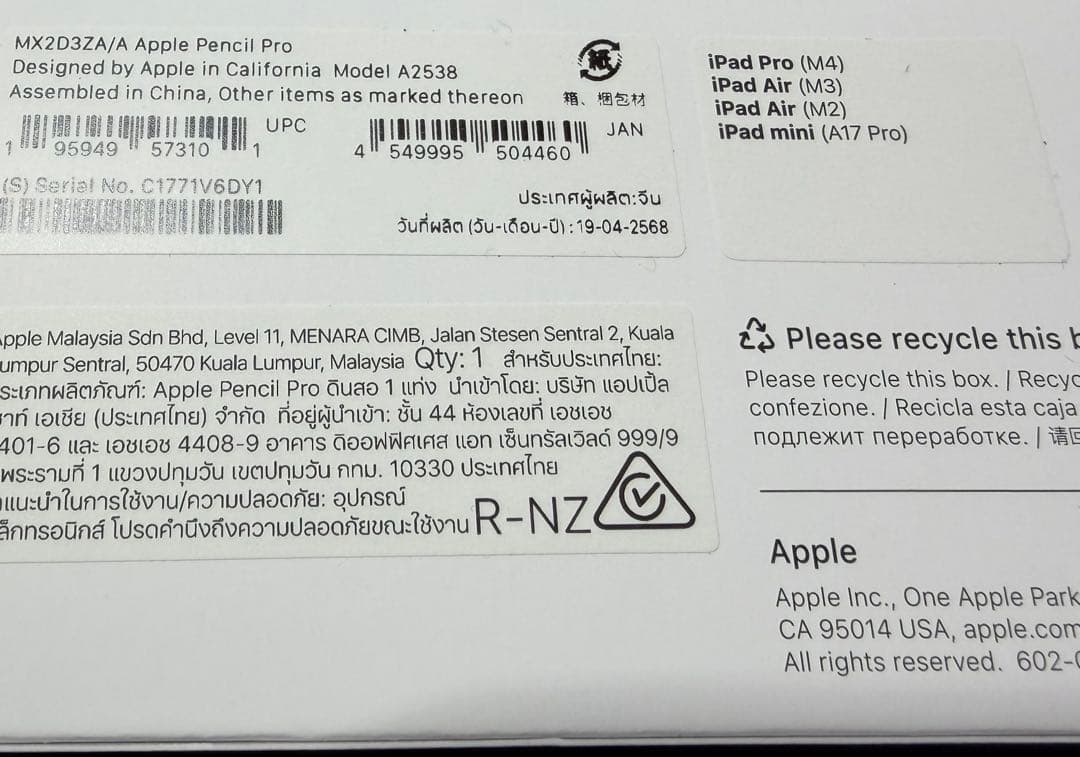 MX2D3ZA/A Apple Pencil Pro
Designed by Apple in California Model A2538
Assembled in China, Other items as marked thereon
紙
箱、梱包材
UPC
1 95949 57310 1
JAN
4 549995 504460
(S) Serial No. C1771V6DY1
ประเทศผู้ผลิต:จีน
วันที่ผลิต (วัน-เดือน-ปี) : 19-04-2568
iPad Pro (M4)
iPad Air (M3)
iPad Air (M2)
iPad mini (A17 Pro)
Apple Malaysia Sdn Bhd, Level 11, MENARA CIMB, Jalan Stesen Sentral 2, Kuala
umpur Sentral, 50470 Kuala Lumpur, Malaysia Qty: 1 สำหรับประเทศไทย:
ระเภทผลิตภัณฑ์: Apple Pencil Pro ดินสอ 1 แท่ง นำเข้าโดย: บริษัท แอปเปิ้ล
าท์ เอเชีย (ประเทศไทย) จำกัด ที่อยู่ผู้นำเข้า: ชั้น 44 ห้องเลขที่ เอชเอช
401-6 และ เอชเอช 4408-9 อาคาร ดิออฟฟิศเศส แอท เซ็นทรัลเวิลด์ 999/9
พระรามที่ 1 แขวงปทุมวัน เขตปทุมวัน กทม. 10330 ประเทศไทย
แนะนำในการใช้งาน/ความปลอดภัย: อุปกรณ์
ล็กทรอนิกส์ โปรดคำนึงถึงความปลอดภัยขณะใช้งาน R-NZ
Please recycle this b
Please recycle this box. / Recyc
confezione. / Recicla esta caja
подлежит переработке. / 请回
Apple
Apple Inc., One Apple Park
CA 95014 USA, apple.com
All rights reserved. 602-